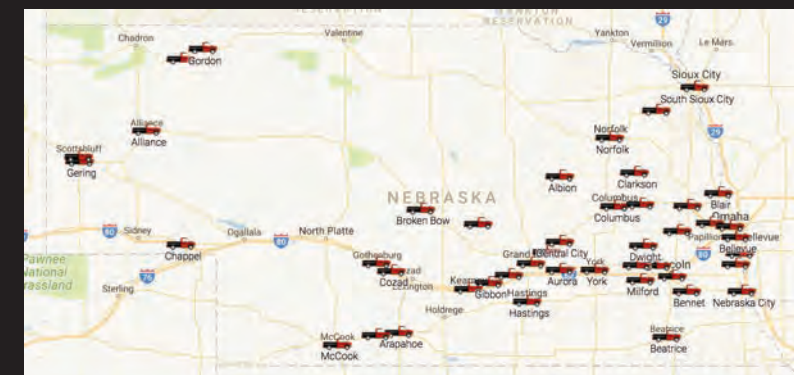 RESERVATION
YANKTON
RESERVATION
29
Chadron
Valentine
Yankton
Vermillion
Le Mars
Gordon
Sioux City
South Sioux City
Alliance
Alliance
29
Norfolk
Norfolk
Scottsbluff
Gering
Albion
Clarkson
NEBRASKA
Columbus
Columbus
Blair
Broken Bow
Omaha
80
Sidney
Ogallala
80
North Platte
Central City
Papillion
Bellevue
Bellevue
Chappel
Pawnee
National
Grassland
Gothenburg
Cozad
Lexington
Grand
Dwight
80
76
Sterling
Aurora
York
York
Gibbon
Hastings
Hastings
Milford
Bennet
Nebraska City
Holdrege
McCook
McCook
Arapahoe
Beatrice
Beatrice